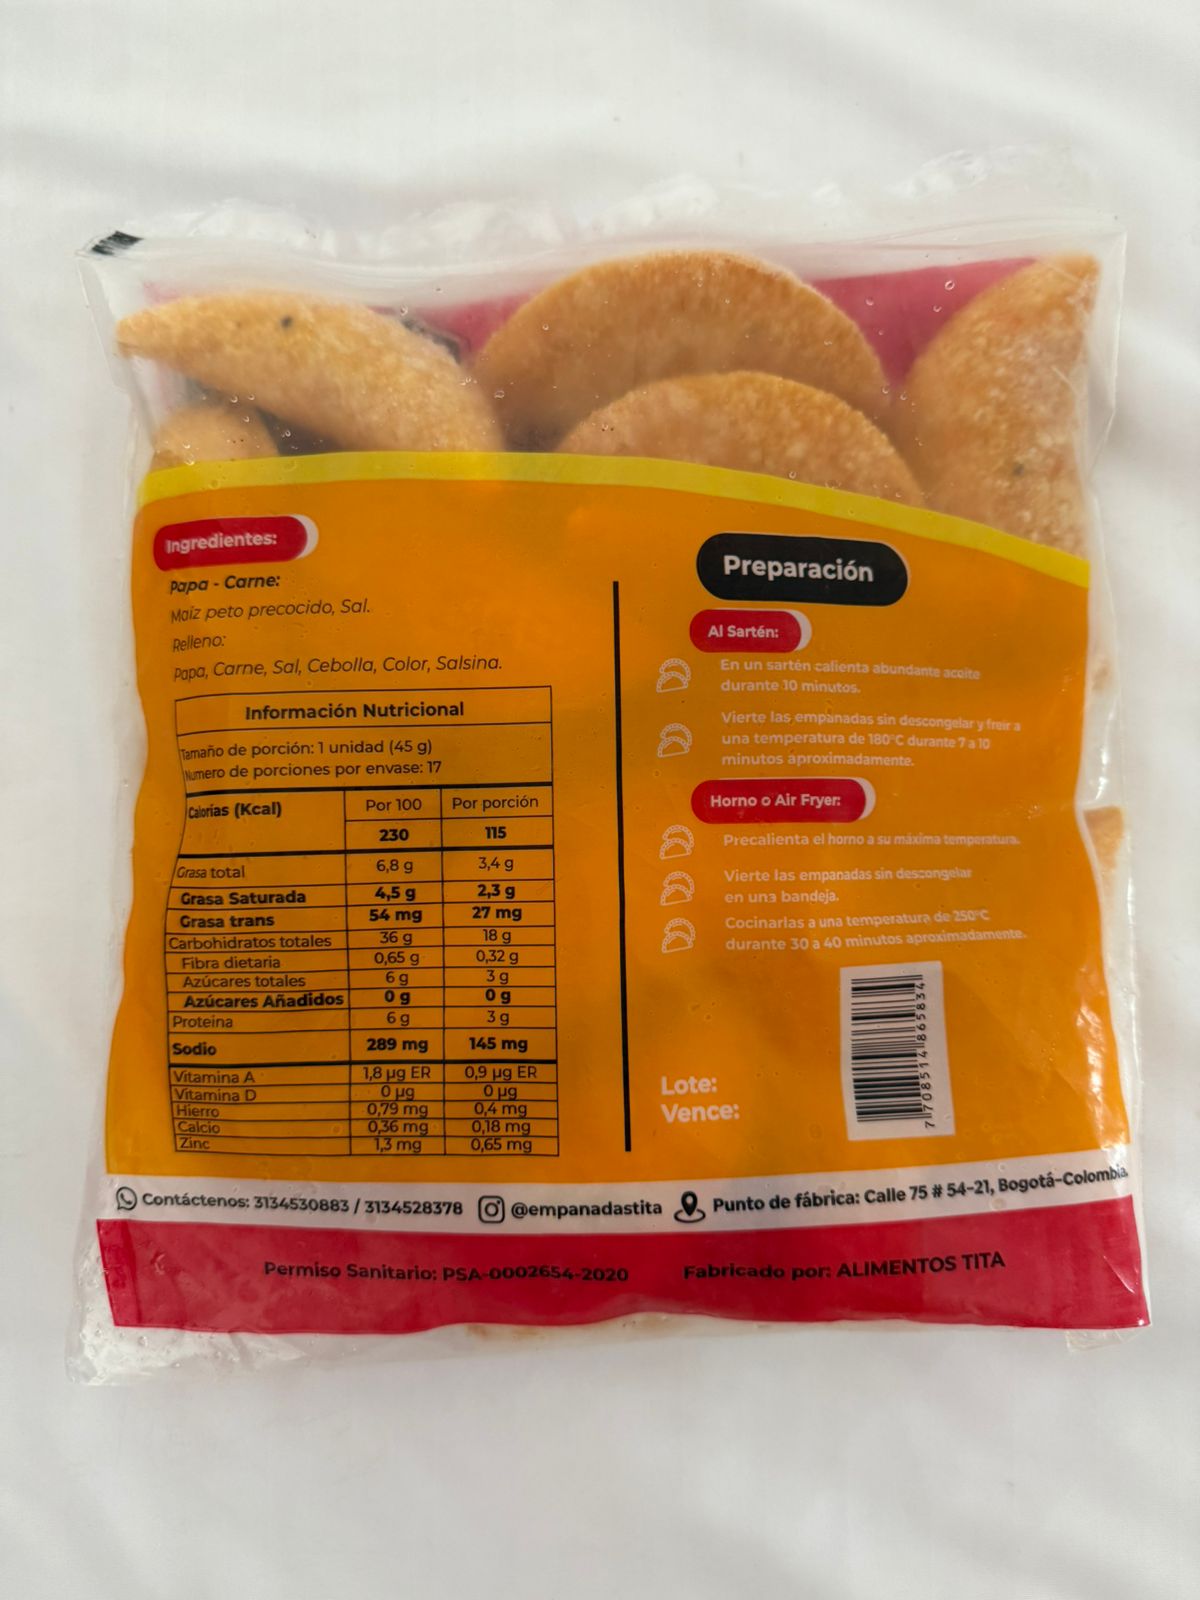 Ingredientes:
Papa - Carne:
Maíz peto precocido, Sal.
Relleno:
Papa, Carne, Sal, Cebolla, Color, Salsina.
Información Nutricional
Tamaño de porción: 1 unidad (45 g)
Numero de porciones por envase: 17
Calorías (Kcal) Por 100 Por porción
230 115
Grasa total 6,8 g 3,4 g
Grasa Saturada 4,5 g 2,3 g
Grasa trans 54 mg 27 mg
Carbohidratos totales 36 g 18 g
Fibra dietaria 0,65 g 0,32 g
Azúcares totales 6 g 3 g
Azúcares Añadidos 0 g 0 g
Proteina 6 g 3 g
Sodio 289 mg 145 mg
Vitamina A 1,8 µg ER 0,9 µg ER
Vitamina D 0 µg 0 µg
Hierro 0,79 mg 0,4 mg
Calcio 0,36 mg 0,18 mg
Zinc 1,3 mg 0,65 mg
Preparación
Al Sartén:
En un sartén calienta abundante aceite
durante 10 minutos.
Vierte las empanadas sin descongelar y freir a
una temperatura de 180°C durante 7 a 10
minutos aproximadamente.
Horno o Air Fryer:
Precalienta el horno a su máxima temperatura.
Vierte las empanadas sin descongelar
en una bandeja.
Cocinarlas a una temperatura de 250°C
durante 30 a 40 minutos aproximadamente.
7 708514 865834
Lote:
Vence:
Contáctenos: 3134530883 / 3134528378 @empanadastita Punto de fábrica: Calle 75 # 54-21, Bogotá-Colombia.
Permiso Sanitario: PSA-0002654-2020 Fabricado por: ALIMENTOS TITA